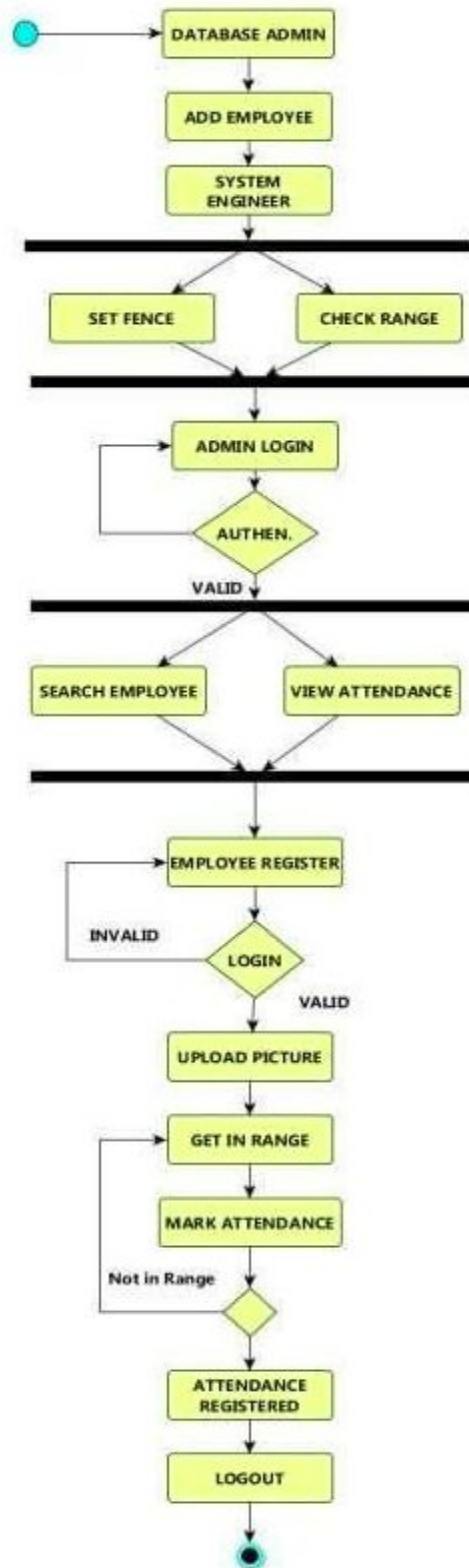 DATABASE ADMIN
ADD EMPLOYEE
SYSTEM
ENGINEER
SET FENCE
CHECK RANGE
ADMIN LOGIN
AUTHEN.
VALID
SEARCH EMPLOYEE
VIEW ATTENDANCE
EMPLOYEE REGISTER
INVALID
LOGIN
VALID
UPLOAD PICTURE
GET IN RANGE
MARK ATTENDANCE
Not in Range
ATTENDANCE
REGISTERED
LOGOUT